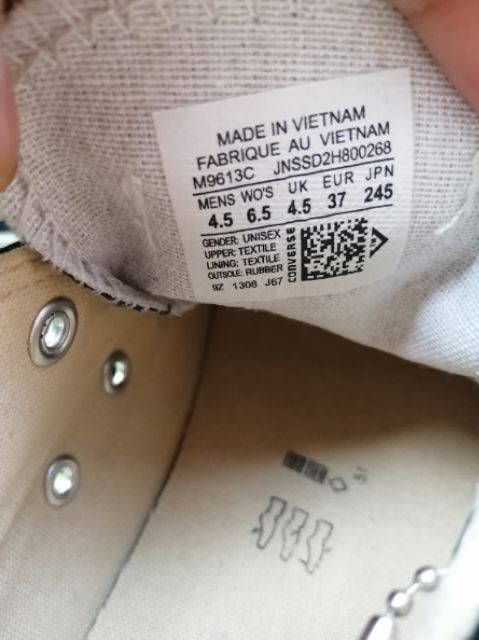 MADE IN VIETNAM
FABRIQUE AU VIETNAM
M9613C JNSSD2H800268
MENS WO'S UK EUR JPN
4.5 6.5 4.5 37 245
GENDER: UNISEX
UPPER: TEXTILE
LINING: TEXTILE
OUTSOLE: RUBBER
9Z 1308 J67
CONVERSE